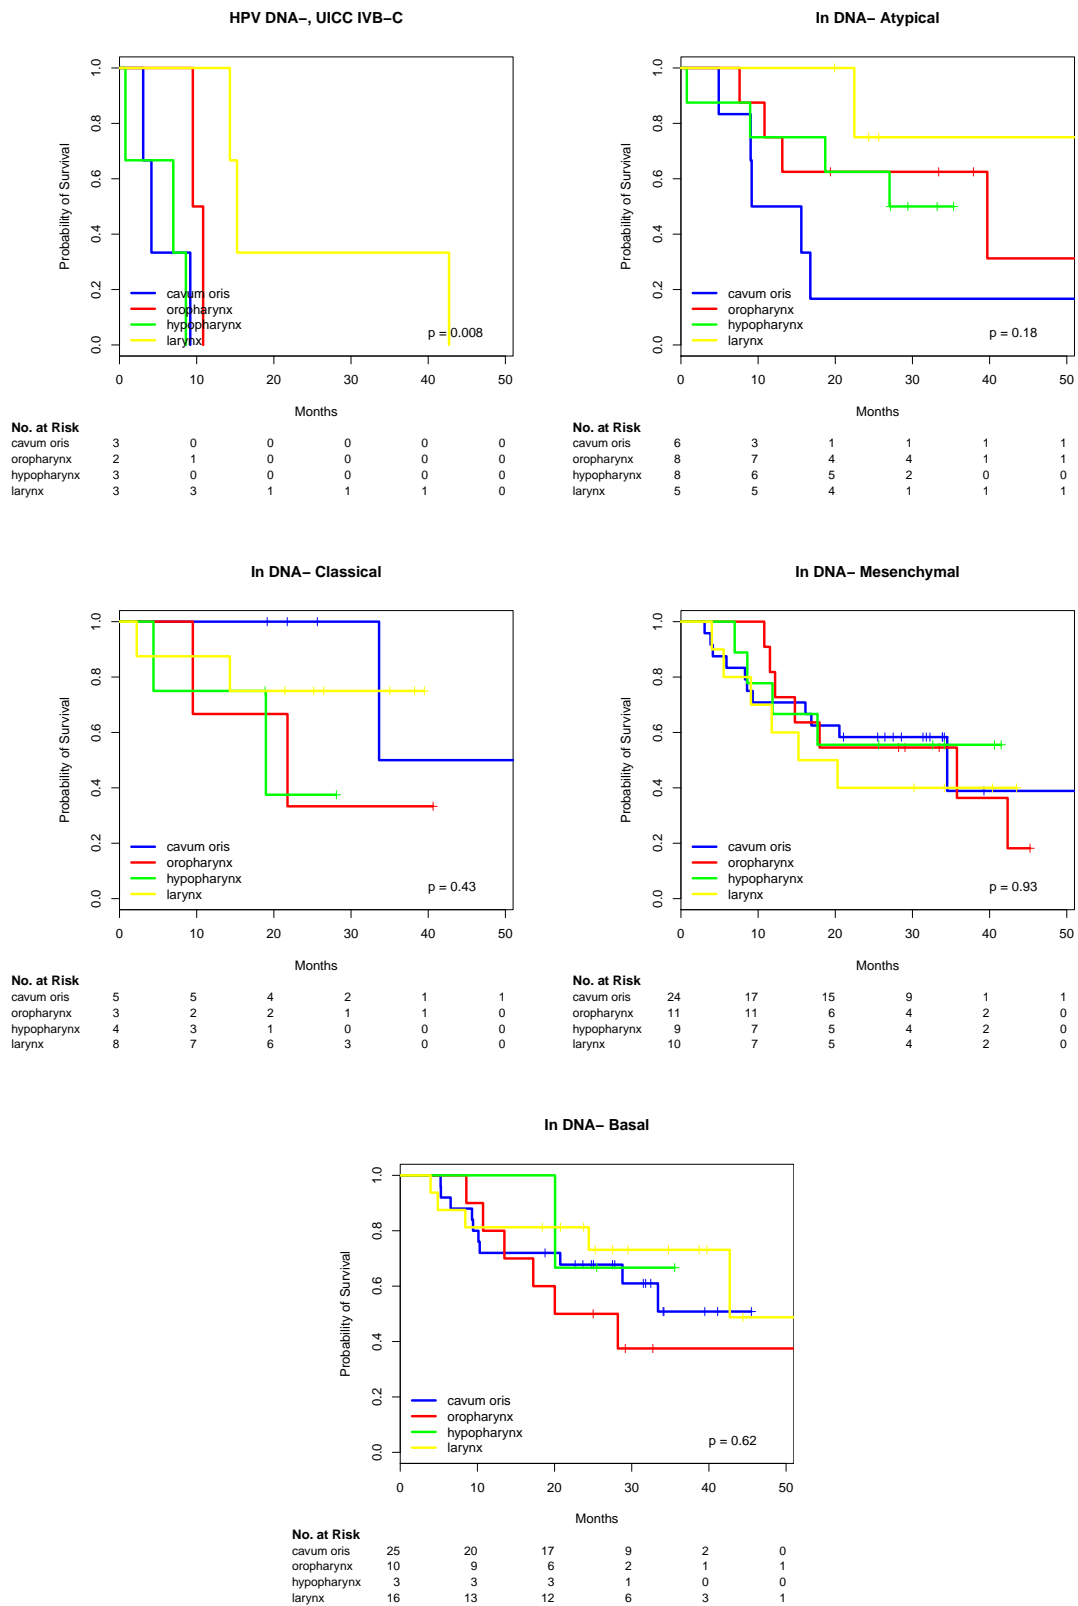 HPV DNA−, UICC IVB−C
Probability of Survival
1.0
0.8
0.6
0.4
0.2
0.0
cavum oris
oropharynx
hypopharynx
larynx
p = 0.008
0 10 20 30 40 50
Months
No. at Risk
cavum oris 3 0 0 0 0 0
oropharynx 2 1 0 0 0 0
hypopharynx 3 0 0 0 0 0
larynx 3 3 1 1 1 0
In DNA− Atypical
Probability of Survival
1.0
0.8
0.6
0.4
0.2
0.0
cavum oris
oropharynx
hypopharynx
larynx
p = 0.18
0 10 20 30 40 50
Months
No. at Risk
cavum oris 6 3 1 1 1 1
oropharynx 8 7 4 4 1 1
hypopharynx 8 6 5 2 0 0
larynx 5 5 4 1 1 1
In DNA− Classical
Probability of Survival
1.0
0.8
0.6
0.4
0.2
0.0
cavum oris
oropharynx
hypopharynx
larynx
p = 0.43
0 10 20 30 40 50
Months
No. at Risk
cavum oris 5 5 4 2 1 1
oropharynx 3 2 2 1 1 0
hypopharynx 4 3 1 0 0 0
larynx 8 7 6 3 0 0
In DNA− Mesenchymal
Probability of Survival
1.0
0.8
0.6
0.4
0.2
0.0
cavum oris
oropharynx
hypopharynx
larynx
p = 0.93
0 10 20 30 40 50
Months
No. at Risk
cavum oris 24 17 15 9 1 1
oropharynx 11 11 6 4 2 0
hypopharynx 9 7 5 4 2 0
larynx 10 7 5 4 2 0
In DNA− Basal
Probability of Survival
1.0
0.8
0.6
0.4
0.2
0.0
cavum oris
oropharynx
hypopharynx
larynx
p = 0.62
0 10 20 30 40 50
Months
No. at Risk
cavum oris 25 20 17 9 2 0
oropharynx 10 9 6 2 1 1
hypopharynx 3 3 3 1 0 0
larynx 16 13 12 6 3 1